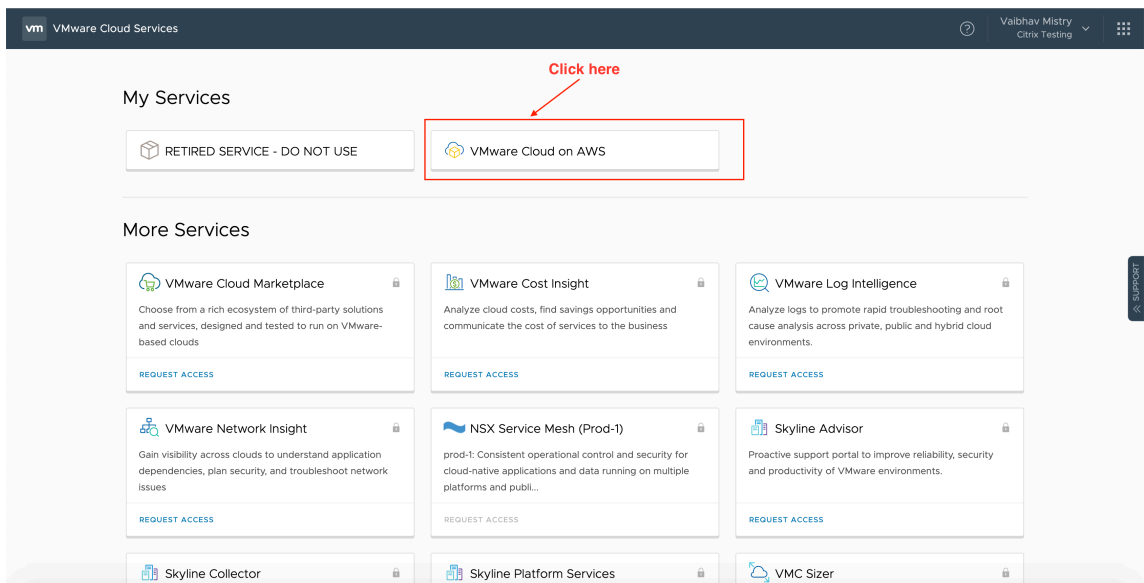 vm VMware Cloud Services
Vaibhav Mistry
Citrix Testing
Click here
My Services
RETIRED SERVICE - DO NOT USE
VMware Cloud on AWS
More Services
VMware Cloud Marketplace
Choose from a rich ecosystem of third-party solutions
and services, designed and tested to run on VMware-
based clouds
REQUEST ACCESS
VMware Cost Insight
Analyze cloud costs, find savings opportunities and
communicate the cost of services to the business
REQUEST ACCESS
VMware Log Intelligence
Analyze logs to promote rapid troubleshooting and root
cause analysis across private, public and hybrid cloud
environments.
REQUEST ACCESS
SUPPORT
VMware Network Insight
Gain visibility across clouds to understand application
dependencies, plan security, and troubleshoot network
issues
REQUEST ACCESS
NSX Service Mesh (Prod-1)
prod-1: Consistent operational control and security for
cloud-native applications and data running on multiple
platforms and publi...
REQUEST ACCESS
Skyline Advisor
Proactive support portal to improve reliability, security
and productivity of VMware environments.
REQUEST ACCESS
Skyline Collector
Skyline Platform Services
VMC Sizer